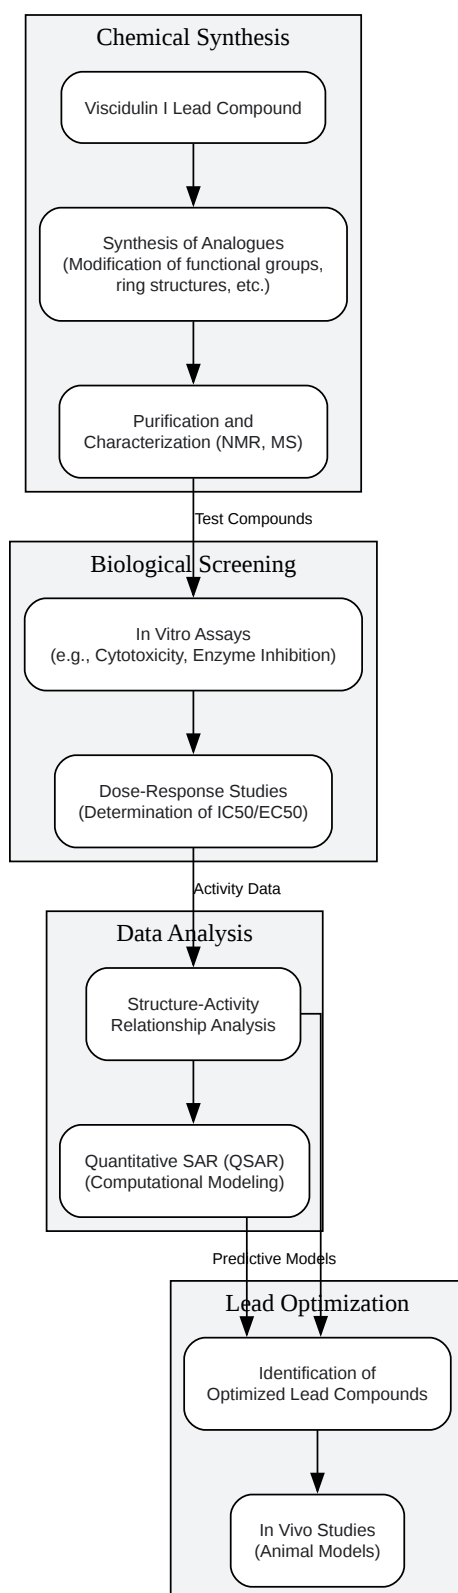 Chemical Synthesis
Viscidulin I Lead Compound
Synthesis of Analogues
(Modification of functional groups,
ring structures, etc.)
Purification and
Characterization (NMR, MS)
Test Compounds
Biological Screening
In Vitro Assays
(e.g., Cytotoxicity, Enzyme Inhibition)
Dose-Response Studies
(Determination of IC50/EC50)
Activity Data
Data Analysis
Structure-Activity
Relationship Analysis
Quantitative SAR (QSAR)
(Computational Modeling)
Predictive Models
Lead Optimization
Identification of
Optimized Lead Compounds
In Vivo Studies
(Animal Models)